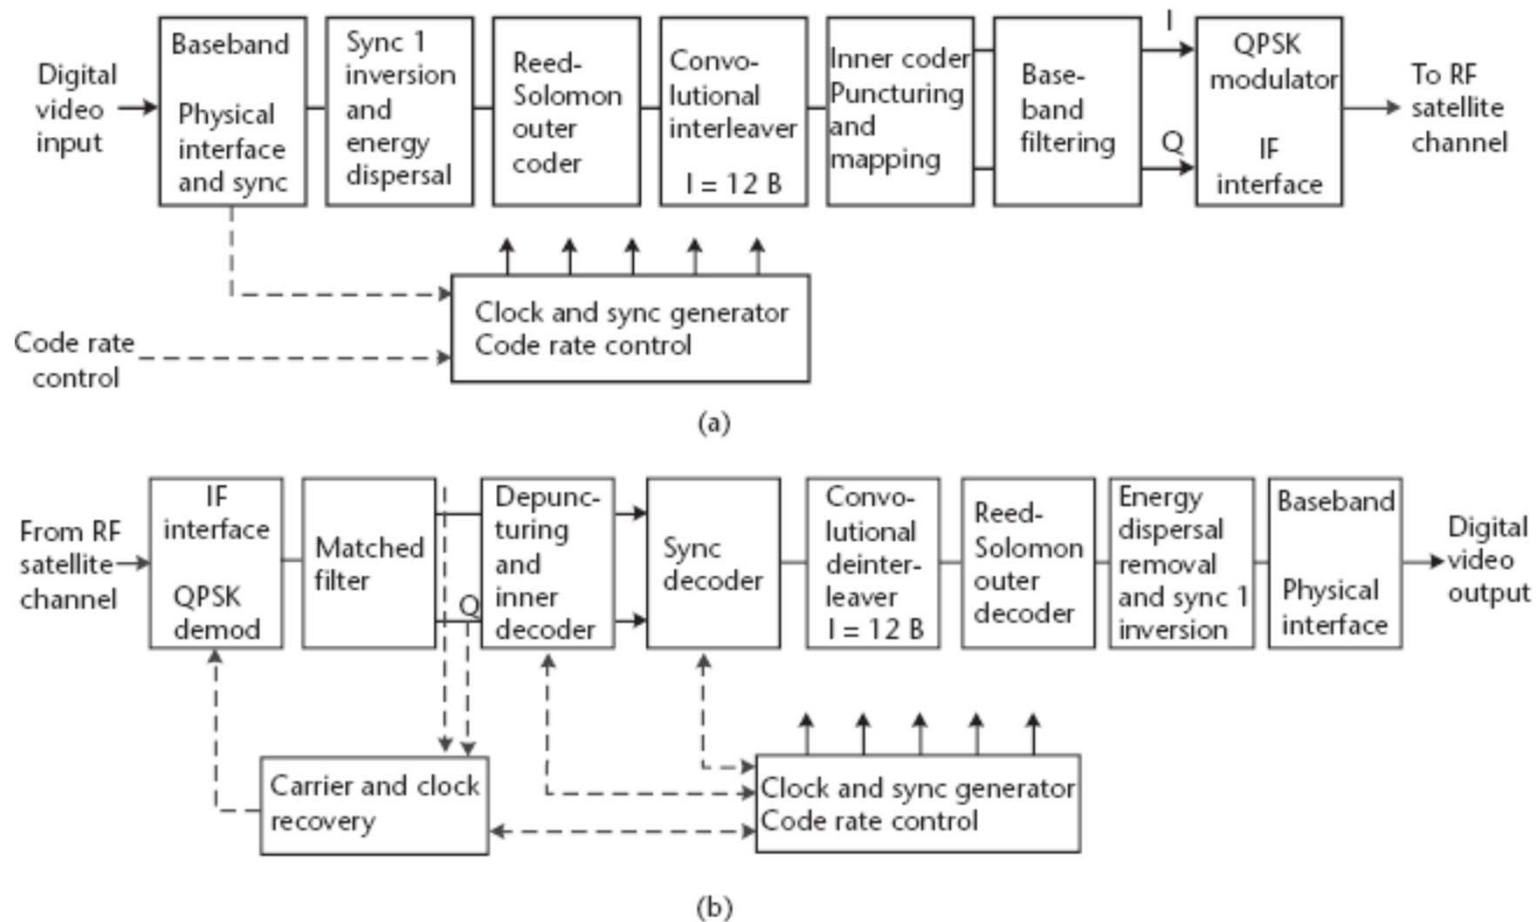 Digital
video
input
Baseband
Physical
interface
and sync
Sync 1
inversion
and
energy
dispersal
Reed-
Solomon
outer
coder
Convo-
lutional
interleaver
I = 12 B
Inner coder
Puncturing
and
mapping
Base-
band
filtering
I
Q
QPSK
modulator
IF
interface
To RF
satellite
channel
Clock and sync generator
Code rate control
Code rate
control
(a)
From RF
satellite
channel
IF
interface
QPSK
demod
Matched
filter
Q
Depunc-
turing
and
inner
decoder
Sync
decoder
Convo-
lutional
deinter-
leaver
I = 12 B
Reed-
Solomon
outer
decoder
Energy
dispersal
removal
and sync 1
inversion
Baseband
Physical
interface
Digital
video
output
Carrier and clock
recovery
Clock and sync generator
Code rate control
(b)